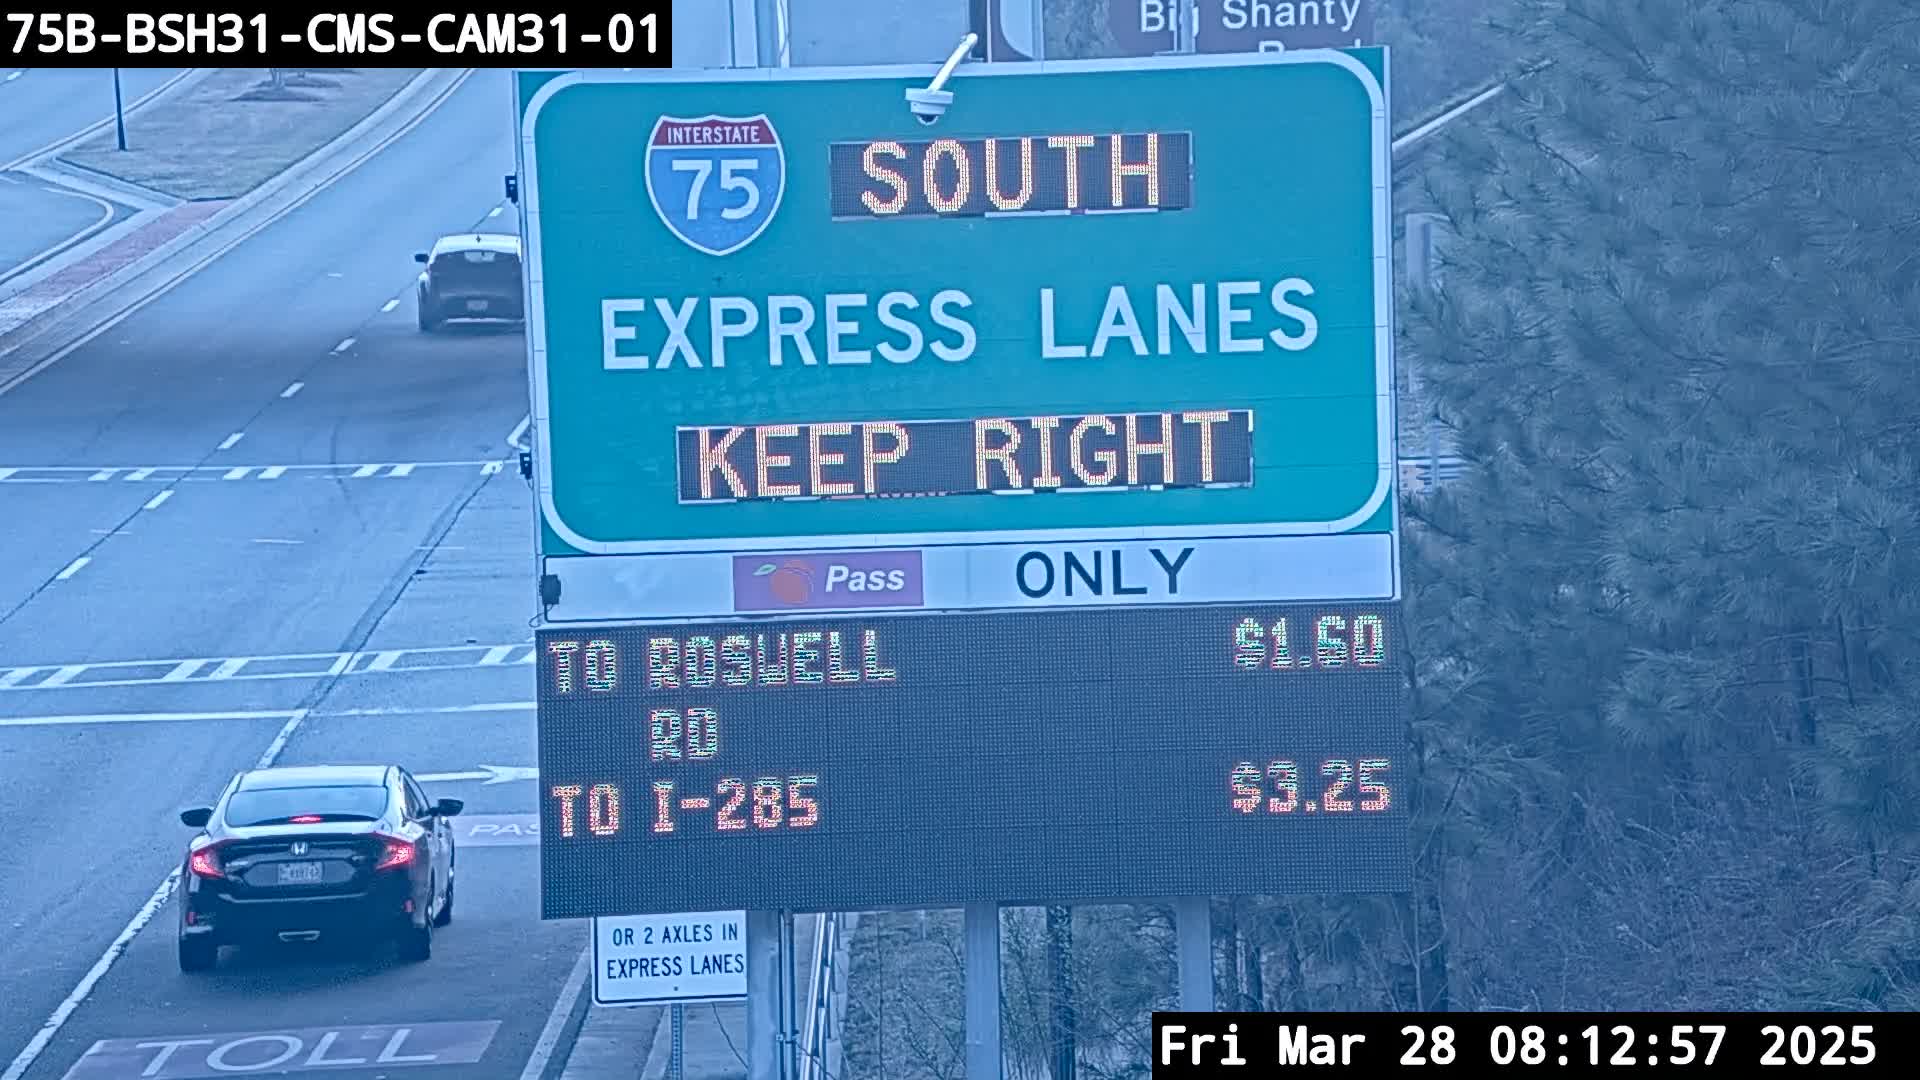 75B-BSH31-CMS-CAM31-01
Big Shanty
INTERSTATE
75
SOUTH
EXPRESS LANES
KEEP RIGHT
Pass
ONLY
TO ROSWELL $1.60
RD
TO I-285 $3.25
OR 2 AXLES IN
EXPRESS LANES
TOLL
Fri Mar 28 08:12:57 2025